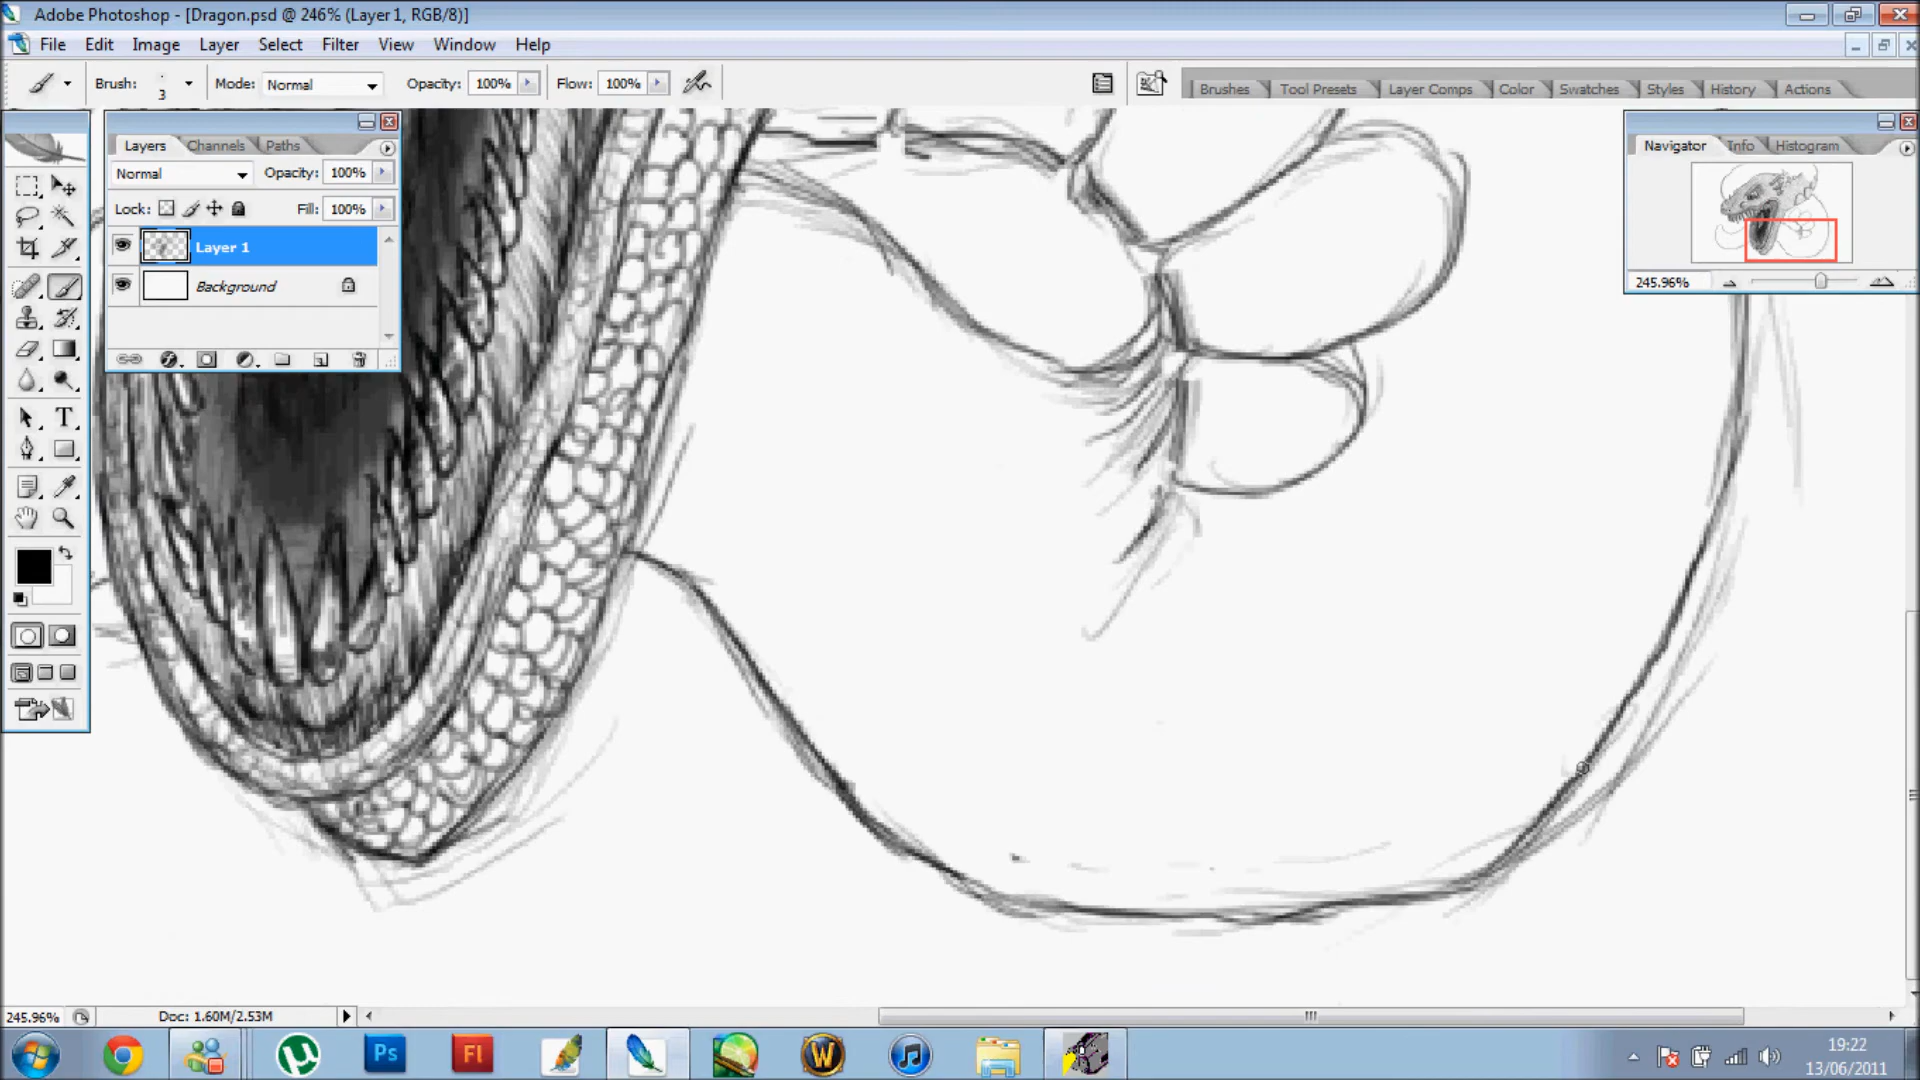 Adobe Photoshop - [Dragon.psd @ 246% (Layer 1, RGB/8)]
File Edit Image Layer Select Filter View Window Help
Brush: 3 Mode: Normal Opacity: 100% Flow: 100% Brushes Tool Presets Layer Comps Color Swatches Styles History Actions
Layers Channels Paths
Normal Opacity: 100%
Lock: Fill: 100%
Layer 1
Background
Navigator Info Histogram
245.96%
T
245.96% Doc: 1.60M/2.53M
Ps Fl W
19:22
13/06/2011